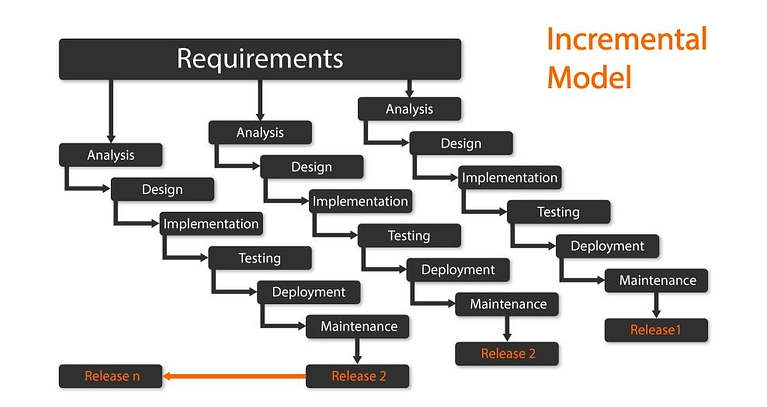 Incremental
Model
Requirements
Analysis
Design
Implementation
Testing
Deployment
Maintenance
Release 2
Release n
Analysis
Design
Implementation
Testing
Deployment
Maintenance
Release 2
Analysis
Design
Implementation
Testing
Deployment
Maintenance
Release1